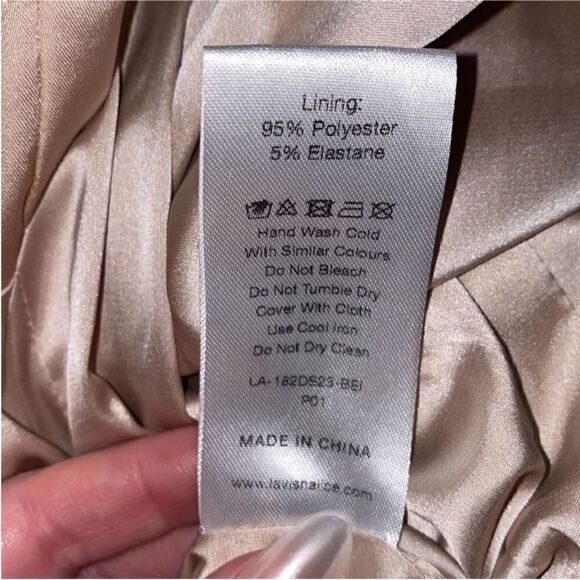 Lining:
95% Polyester
5% Elastane
Hand Wash Cold
With Similar Colours
Do Not Bleach
Do Not Tumble Dry
Cover With Cloth
Use Cool Iron
Do Not Dry Clean
LA-182DS23-BEI
P01
MADE IN CHINA
www.lavishalice.com